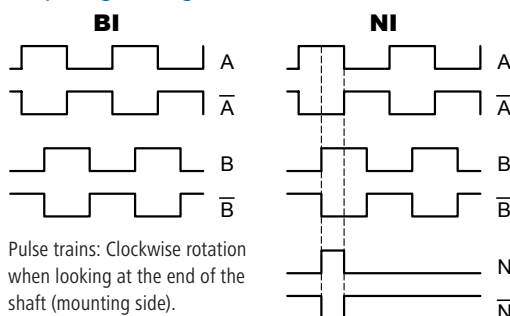 BI
A
A̅
B
B̅
Pulse trains: Clockwise rotation
when looking at the end of the
shaft (mounting side).
NI
A
A̅
B
B̅
N
N̅